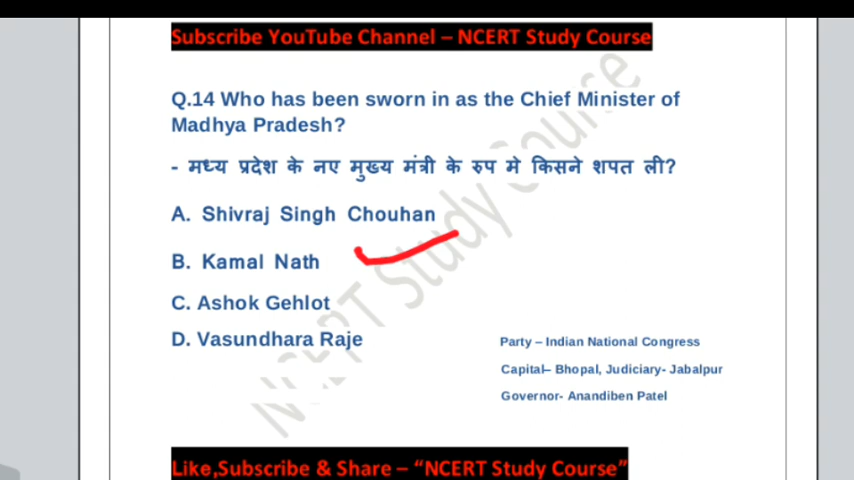 Subscribe YouTube Channel – NCERT Study Course
Q.14 Who has been sworn in as the Chief Minister of
Madhya Pradesh?
- मध्य प्रदेश के नए मुख्य मंत्री के रुप मे किसने शपत ली?
A. Shivraj Singh Chouhan
B. Kamal Nath
C. Ashok Gehlot
D. Vasundhara Raje
Party – Indian National Congress
Capital– Bhopal, Judiciary- Jabalpur
Governor- Anandiben Patel
NCERT Study Course
Like,Subscribe & Share – “NCERT Study Course”